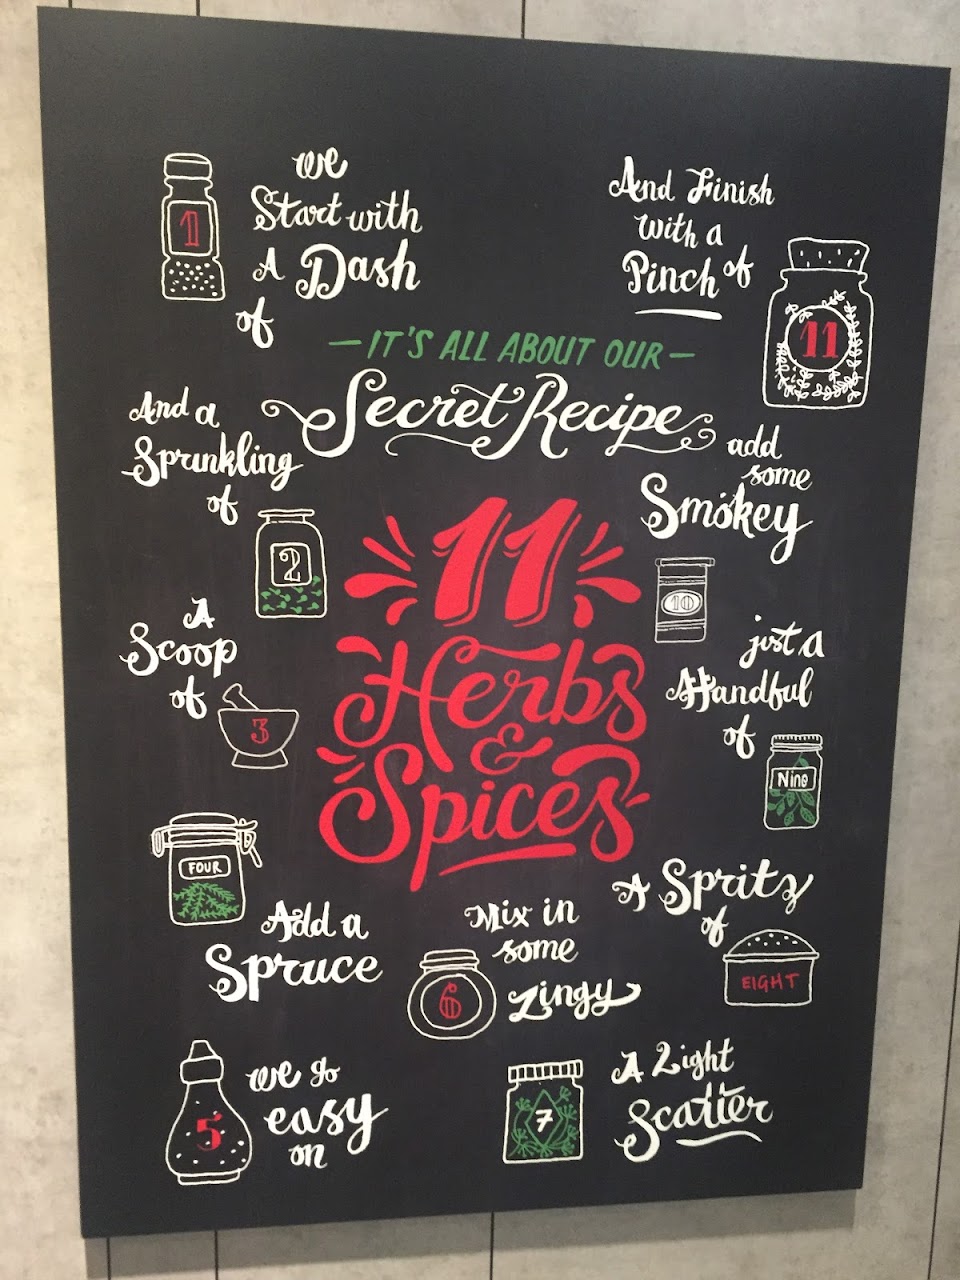 we
Start with
A Dash
of
1
And a
Sprinkling
of
2
A
Scoop
of
3
FOUR
Add a
Spruce
5
we go
easy
on
Mix in
some
6
Zingy
7
A Light
Scatter
A Spritz
of
EIGHT
just a
Handful
of
Nine
add
some
Smokey
10
And Finish
with a
Pinch of
11
— IT'S ALL ABOUT OUR —
Secret Recipe
11
Herbs
&
Spices